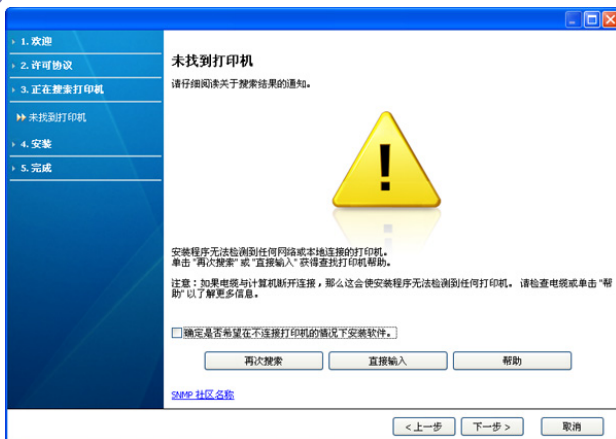 1. 欢迎
2. 许可协议
3. 正在搜索打印机
未找到打印机
4. 安装
5. 完成
未找到打印机
请仔细阅读关于搜索结果的通知。
安装程序无法检测到任何网络或本地连接的打印机。
单击 "再次搜索" 或 "直接输入" 获得查找打印机帮助。
注意：如果电缆与计算机断开连接，那么这会使安装程序无法检测到任何打印机。 请检查电缆或单击 "帮
助" 以了解更多信息。
确定是否希望在不连接打印机的情况下安装软件。
再次搜索
直接输入
帮助
SNMP 社区名称
< 上一步
下一步 >
取消